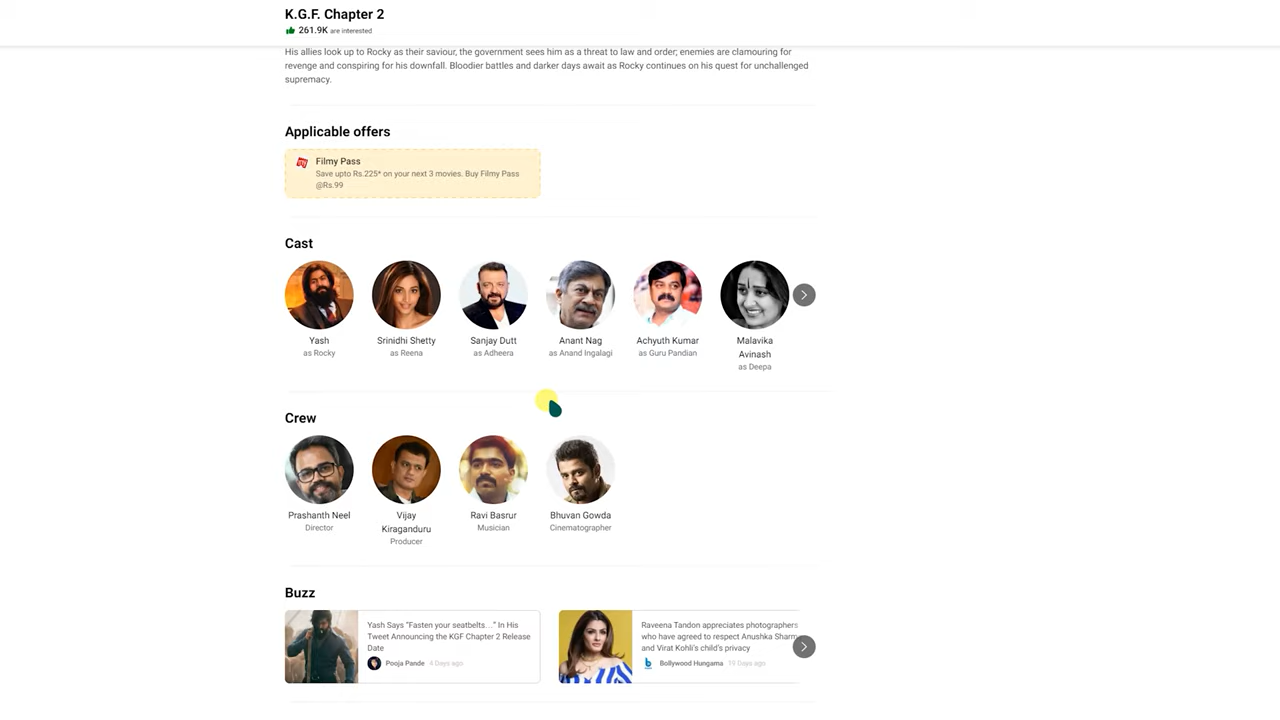 K.G.F. Chapter 2
261.9K are interested
His allies look up to Rocky as their saviour, the government sees him as a threat to law and order; enemies are clamouring for
revenge and conspiring for his downfall. Bloodier battles and darker days await as Rocky continues on his quest for unchallenged
supremacy.
Applicable offers
Filmy Pass
Save upto Rs.225* on your next 3 movies. Buy Filmy Pass
@Rs.99
Cast
Yash
as Rocky
Srinidhi Shetty
as Reena
Sanjay Dutt
as Adheera
Anant Nag
as Anand Ingalagi
Achyuth Kumar
as Guru Pandian
Malavika
Avinash
as Deepa
Crew
Prashanth Neel
Director
Vijay
Kiraganduru
Producer
Ravi Basrur
Musician
Bhuvan Gowda
Cinematographer
Buzz
Yash Says “Fasten your seatbelts...” In His
Tweet Announcing the KGF Chapter 2 Release
Date
Pooja Pande 4 Days ago
Raveena Tandon appreciates photographers
who have agreed to respect Anushka Sharm
and Virat Kohli's child's privacy
Bollywood Hungama 19 Days ago